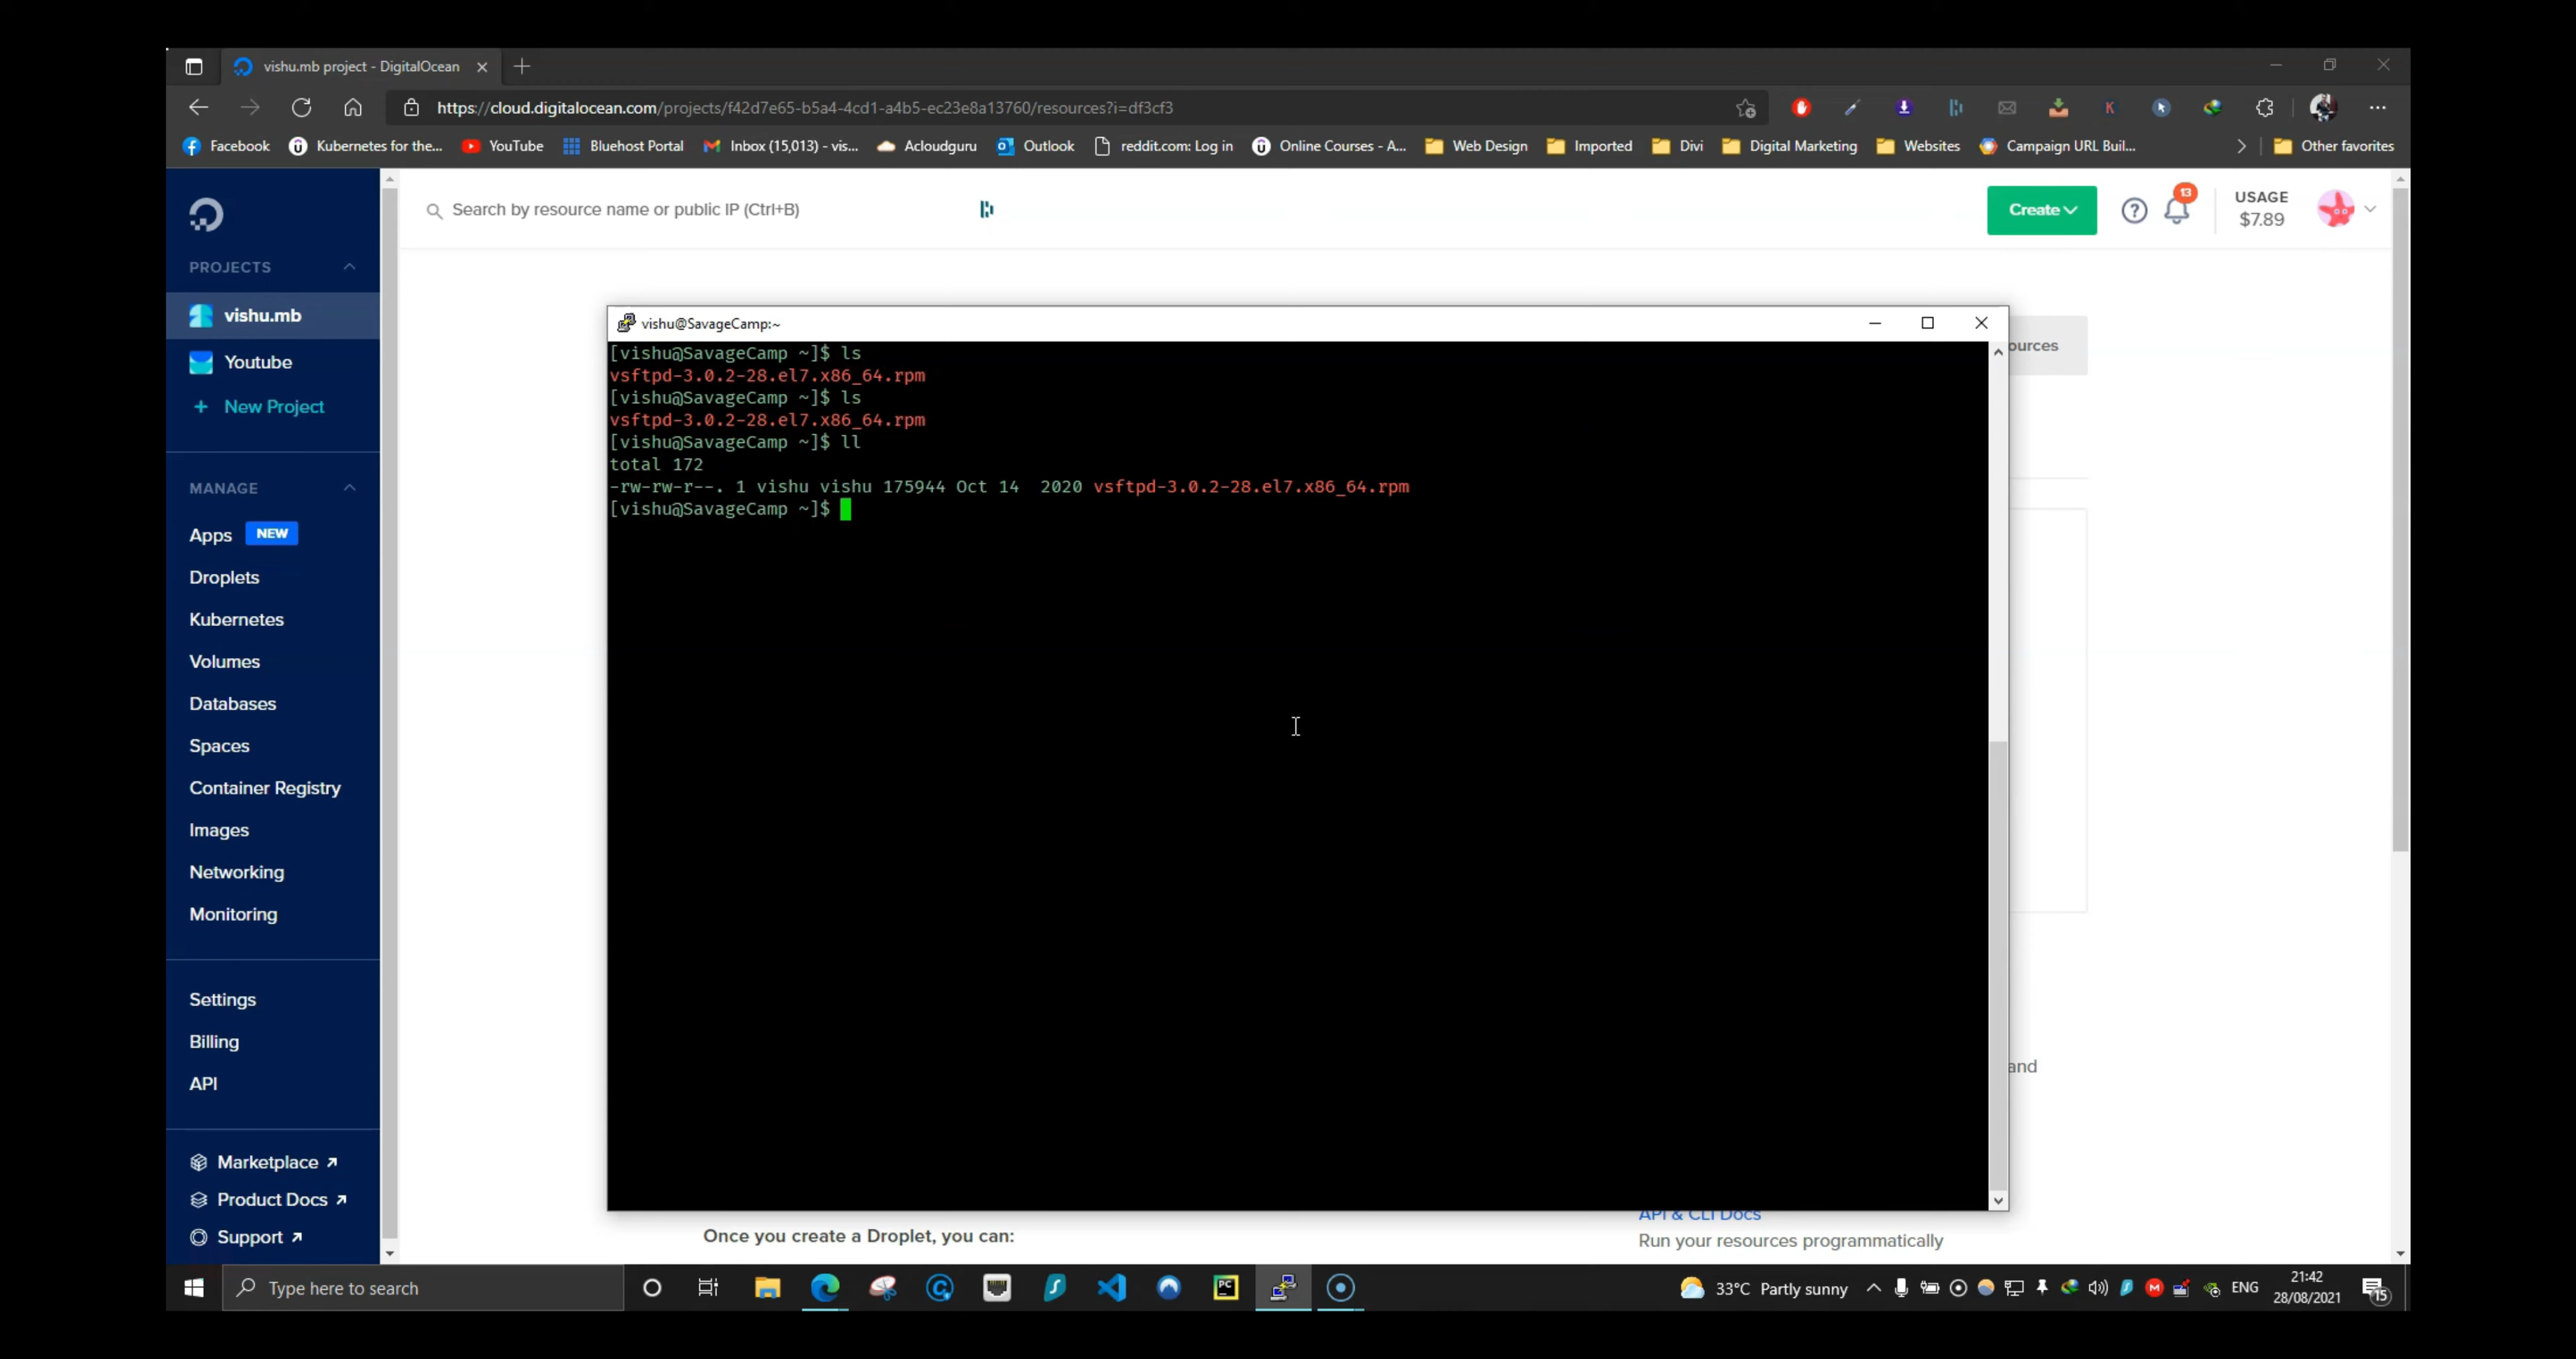 vishu.mb project - DigitalOcean
https://cloud.digitalocean.com/projects/f42d7e65-b5a4-4cd1-a4b5-ec23e8a13760/resources?i=df3cf3
Facebook Kubernetes for the... YouTube Bluehost Portal Inbox (15,013) - vis... Acloudguru Outlook reddit.com: Log in Online Courses - A... Web Design Imported Divi Digital Marketing Websites Campaign URL Buil... Other favorites
Search by resource name or public IP (Ctrl+B)
Create
13
USAGE
$7.89
PROJECTS
vishu.mb
Youtube
+ New Project
MANAGE
Apps NEW
Droplets
Kubernetes
Volumes
Databases
Spaces
Container Registry
Images
Networking
Monitoring
Settings
Billing
API
Marketplace
Product Docs
Support
vishu@SavageCamp:~
ources
[vishu@SavageCamp ~]$ ls
vsftpd-3.0.2-28.el7.x86_64.rpm
[vishu@SavageCamp ~]$ ls
vsftpd-3.0.2-28.el7.x86_64.rpm
[vishu@SavageCamp ~]$ ll
total 172
-rw-rw-r--. 1 vishu vishu 175944 Oct 14  2020 vsftpd-3.0.2-28.el7.x86_64.rpm
[vishu@SavageCamp ~]$
and
API & CLI Docs
Once you create a Droplet, you can:
Run your resources programmatically
Type here to search
PC
33°C Partly sunny
ENG
21:42
28/08/2021
15